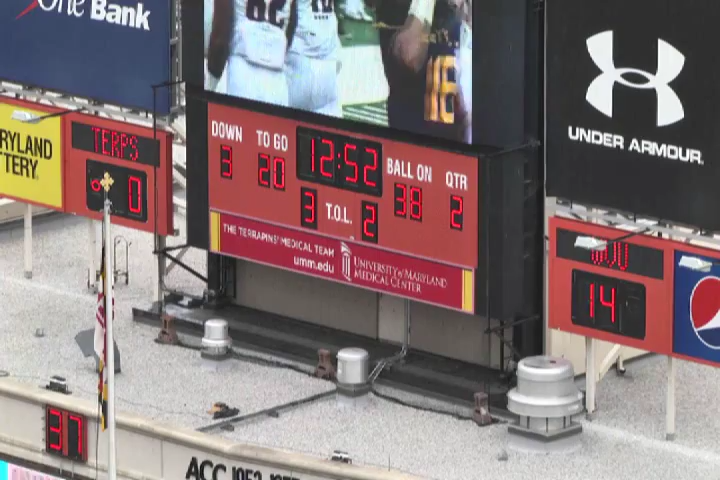 One Bank
RYLAND
TTERY
TERPS
0
DOWN TO GO 12:52 BALL ON QTR
3 20 38 2
3 T.O.L. 2
THE TERRAPINS' MEDICAL TEAM
umm.edu
UNIVERSITY of MARYLAND
MEDICAL CENTER
UNDER ARMOUR
WVU
14
37